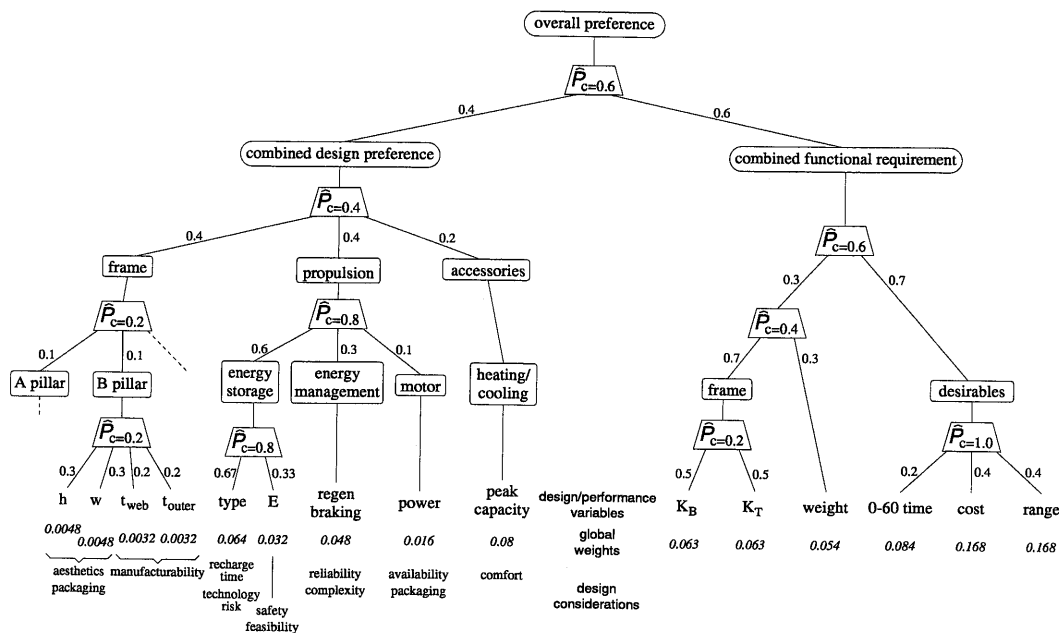 overall preference
P̂c=0.6
0.4
0.6
combined design preference
combined functional requirement
P̂c=0.4
P̂c=0.6
0.4
0.4
0.2
0.3
0.7
frame
propulsion
accessories
P̂c=0.2
P̂c=0.8
P̂c=0.4
0.1
0.1
0.6
0.3
0.1
0.7
0.3
A pillar
B pillar
energy
storage
energy
management
motor
heating/
cooling
frame
desirables
P̂c=0.2
P̂c=0.8
P̂c=0.2
P̂c=1.0
0.3
0.3
0.2
0.2
0.67
0.33
0.5
0.5
0.2
0.4
0.4
h
w
tweb
touter
type
E
regen
braking
power
peak
capacity
design/performance
variables
KB
KT
weight
0-60 time
cost
range
0.0048
0.0048
0.0032
0.0032
0.064
0.032
0.048
0.016
0.08
global
weights
0.063
0.063
0.054
0.084
0.168
0.168
aesthetics
packaging
manufacturability
recharge
time
technology
risk
safety
feasibility
reliability
complexity
availability
packaging
comfort
design
considerations